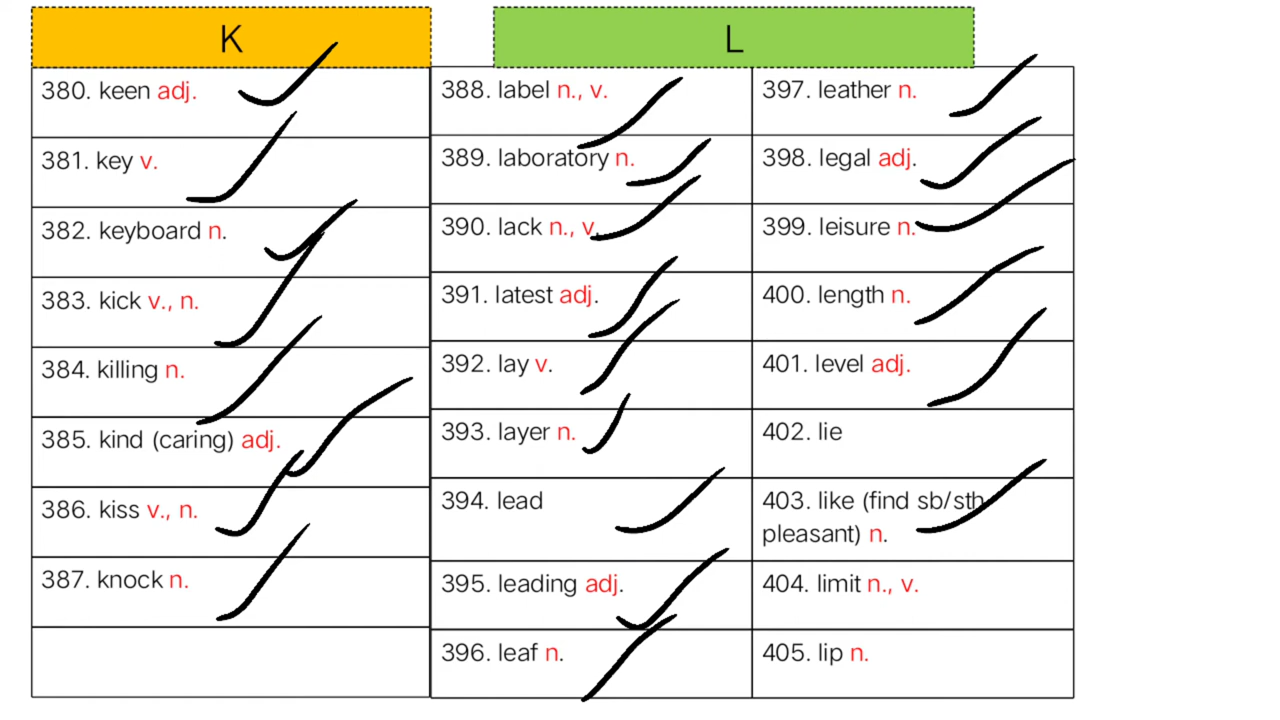 K
380. keen adj.
381. key v.
382. keyboard n.
383. kick v., n.
384. killing n.
385. kind (caring) adj.
386. kiss v., n.
387. knock n.
L
388. label n., v.
389. laboratory n.
390. lack n., v.
391. latest adj.
392. lay v.
393. layer n.
394. lead
395. leading adj.
396. leaf n.
397. leather n.
398. legal adj.
399. leisure n.
400. length n.
401. level adj.
402. lie
403. like (find sb/sth
pleasant) n.
404. limit n., v.
405. lip n.